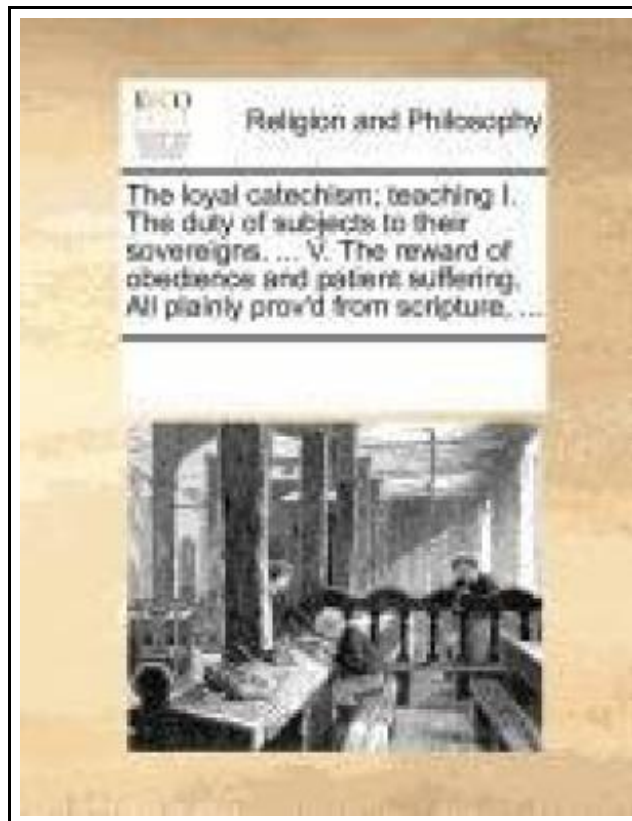 ECCO
Religion and Philosophy
The loyal catechism; teaching I.
The duty of subjects to their
sovereigns. ... V. The reward of
obedience and patient suffering.
All plainly prov'd from scripture, ...